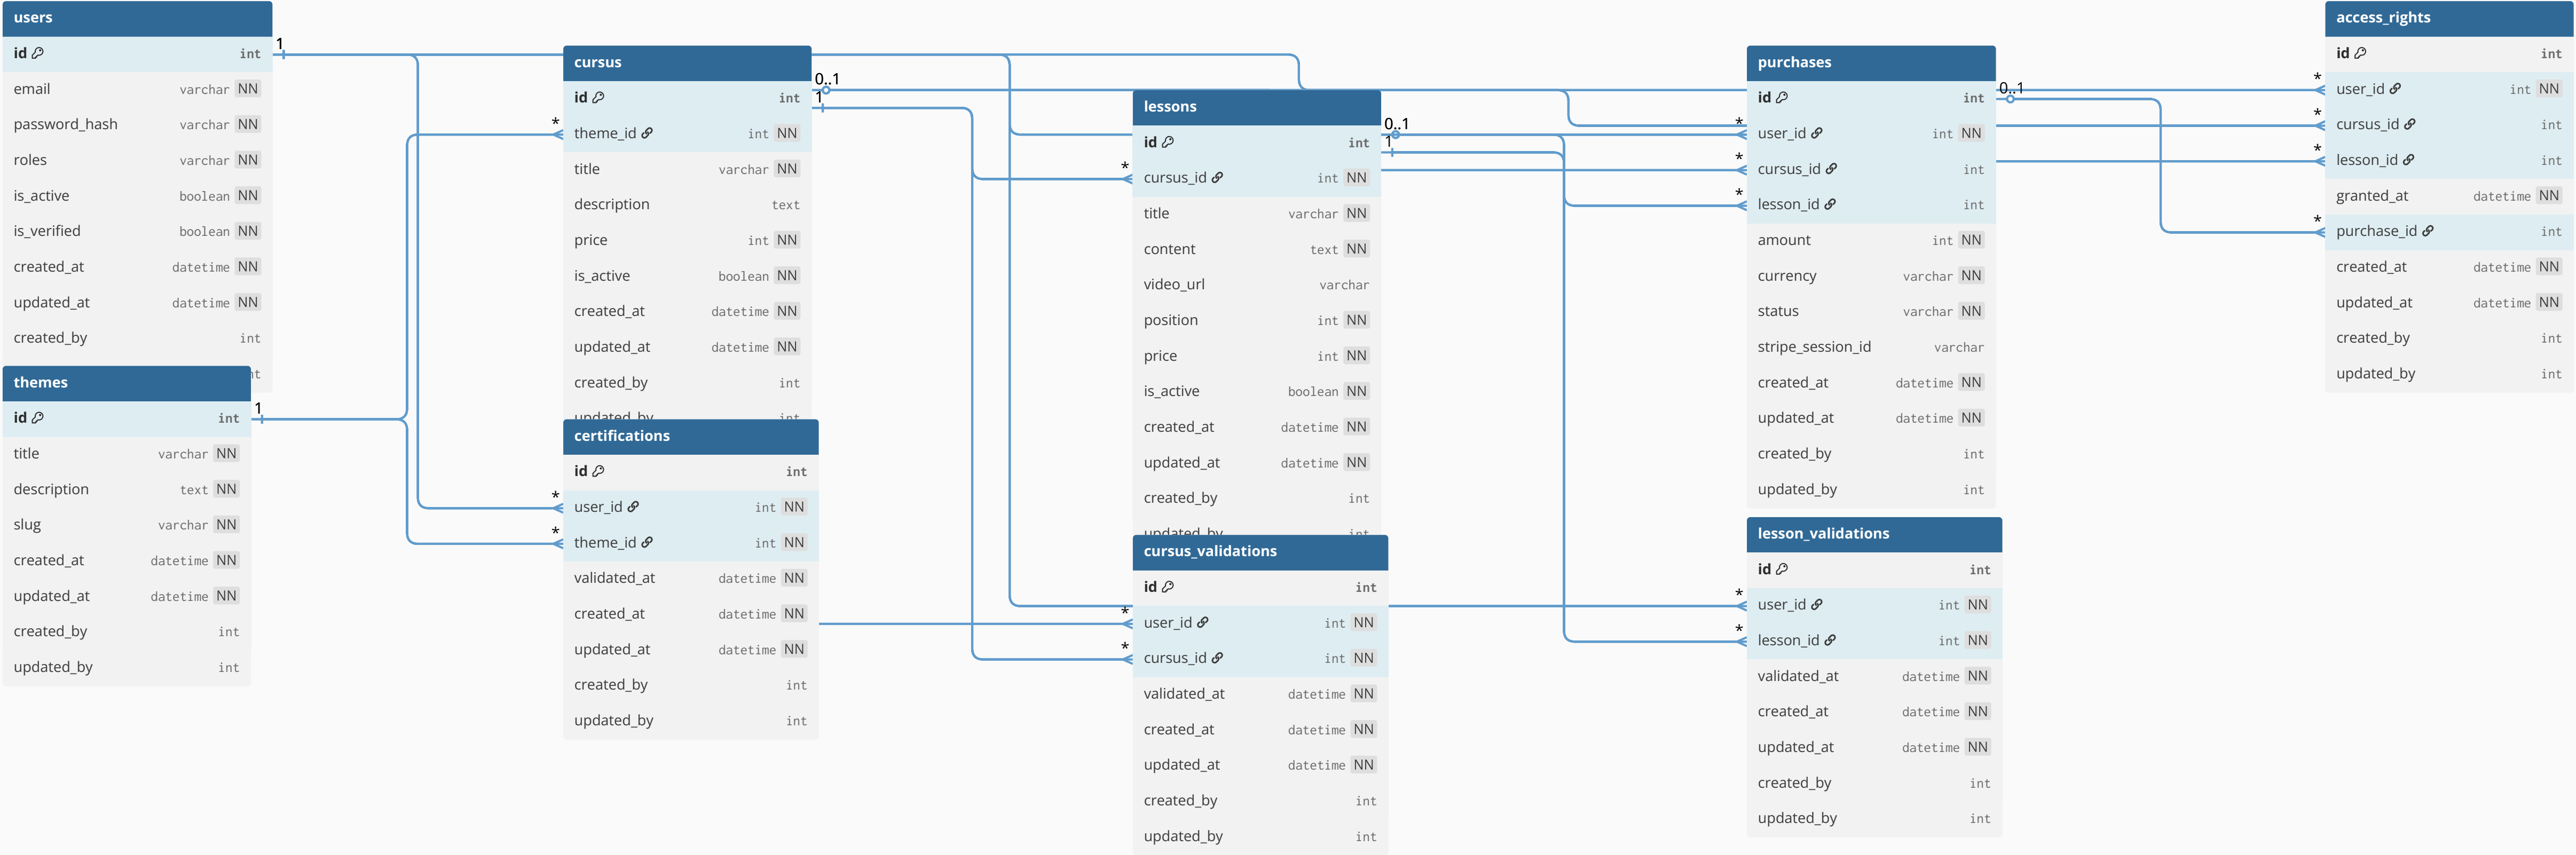 users
id int
email varchar NN
password_hash varchar NN
roles varchar NN
is_active boolean NN
is_verified boolean NN
created_at datetime NN
updated_at datetime NN
created_by int
1
themes
id int
title varchar NN
description text NN
slug varchar NN
created_at datetime NN
updated_at datetime NN
created_by int
updated_by int
1
cursus
id int
* theme_id int NN
title varchar NN
description text
price int NN
is_active boolean NN
created_at datetime NN
updated_at datetime NN
created_by int
updated_by int
0..1
1
certifications
id int
* user_id int NN
* theme_id int NN
validated_at datetime NN
created_at datetime NN
updated_at datetime NN
created_by int
updated_by int
lessons
id int
* cursus_id int NN
title varchar NN
content text NN
video_url varchar
position int NN
price int NN
is_active boolean NN
created_at datetime NN
updated_at datetime NN
created_by int
updated_by int
0..1
1
cursus_validations
id int
* user_id int NN
* cursus_id int NN
validated_at datetime NN
created_at datetime NN
updated_at datetime NN
created_by int
updated_by int
purchases
id int
* user_id int NN
* cursus_id int
* lesson_id int
amount int NN
currency varchar NN
status varchar NN
stripe_session_id varchar
created_at datetime NN
updated_at datetime NN
created_by int
updated_by int
0..1
lesson_validations
id int
* user_id int NN
* lesson_id int NN
validated_at datetime NN
created_at datetime NN
updated_at datetime NN
created_by int
updated_by int
access_rights
id int
* user_id int NN
* cursus_id int
* lesson_id int
granted_at datetime NN
* purchase_id int
created_at datetime NN
updated_at datetime NN
created_by int
updated_by int